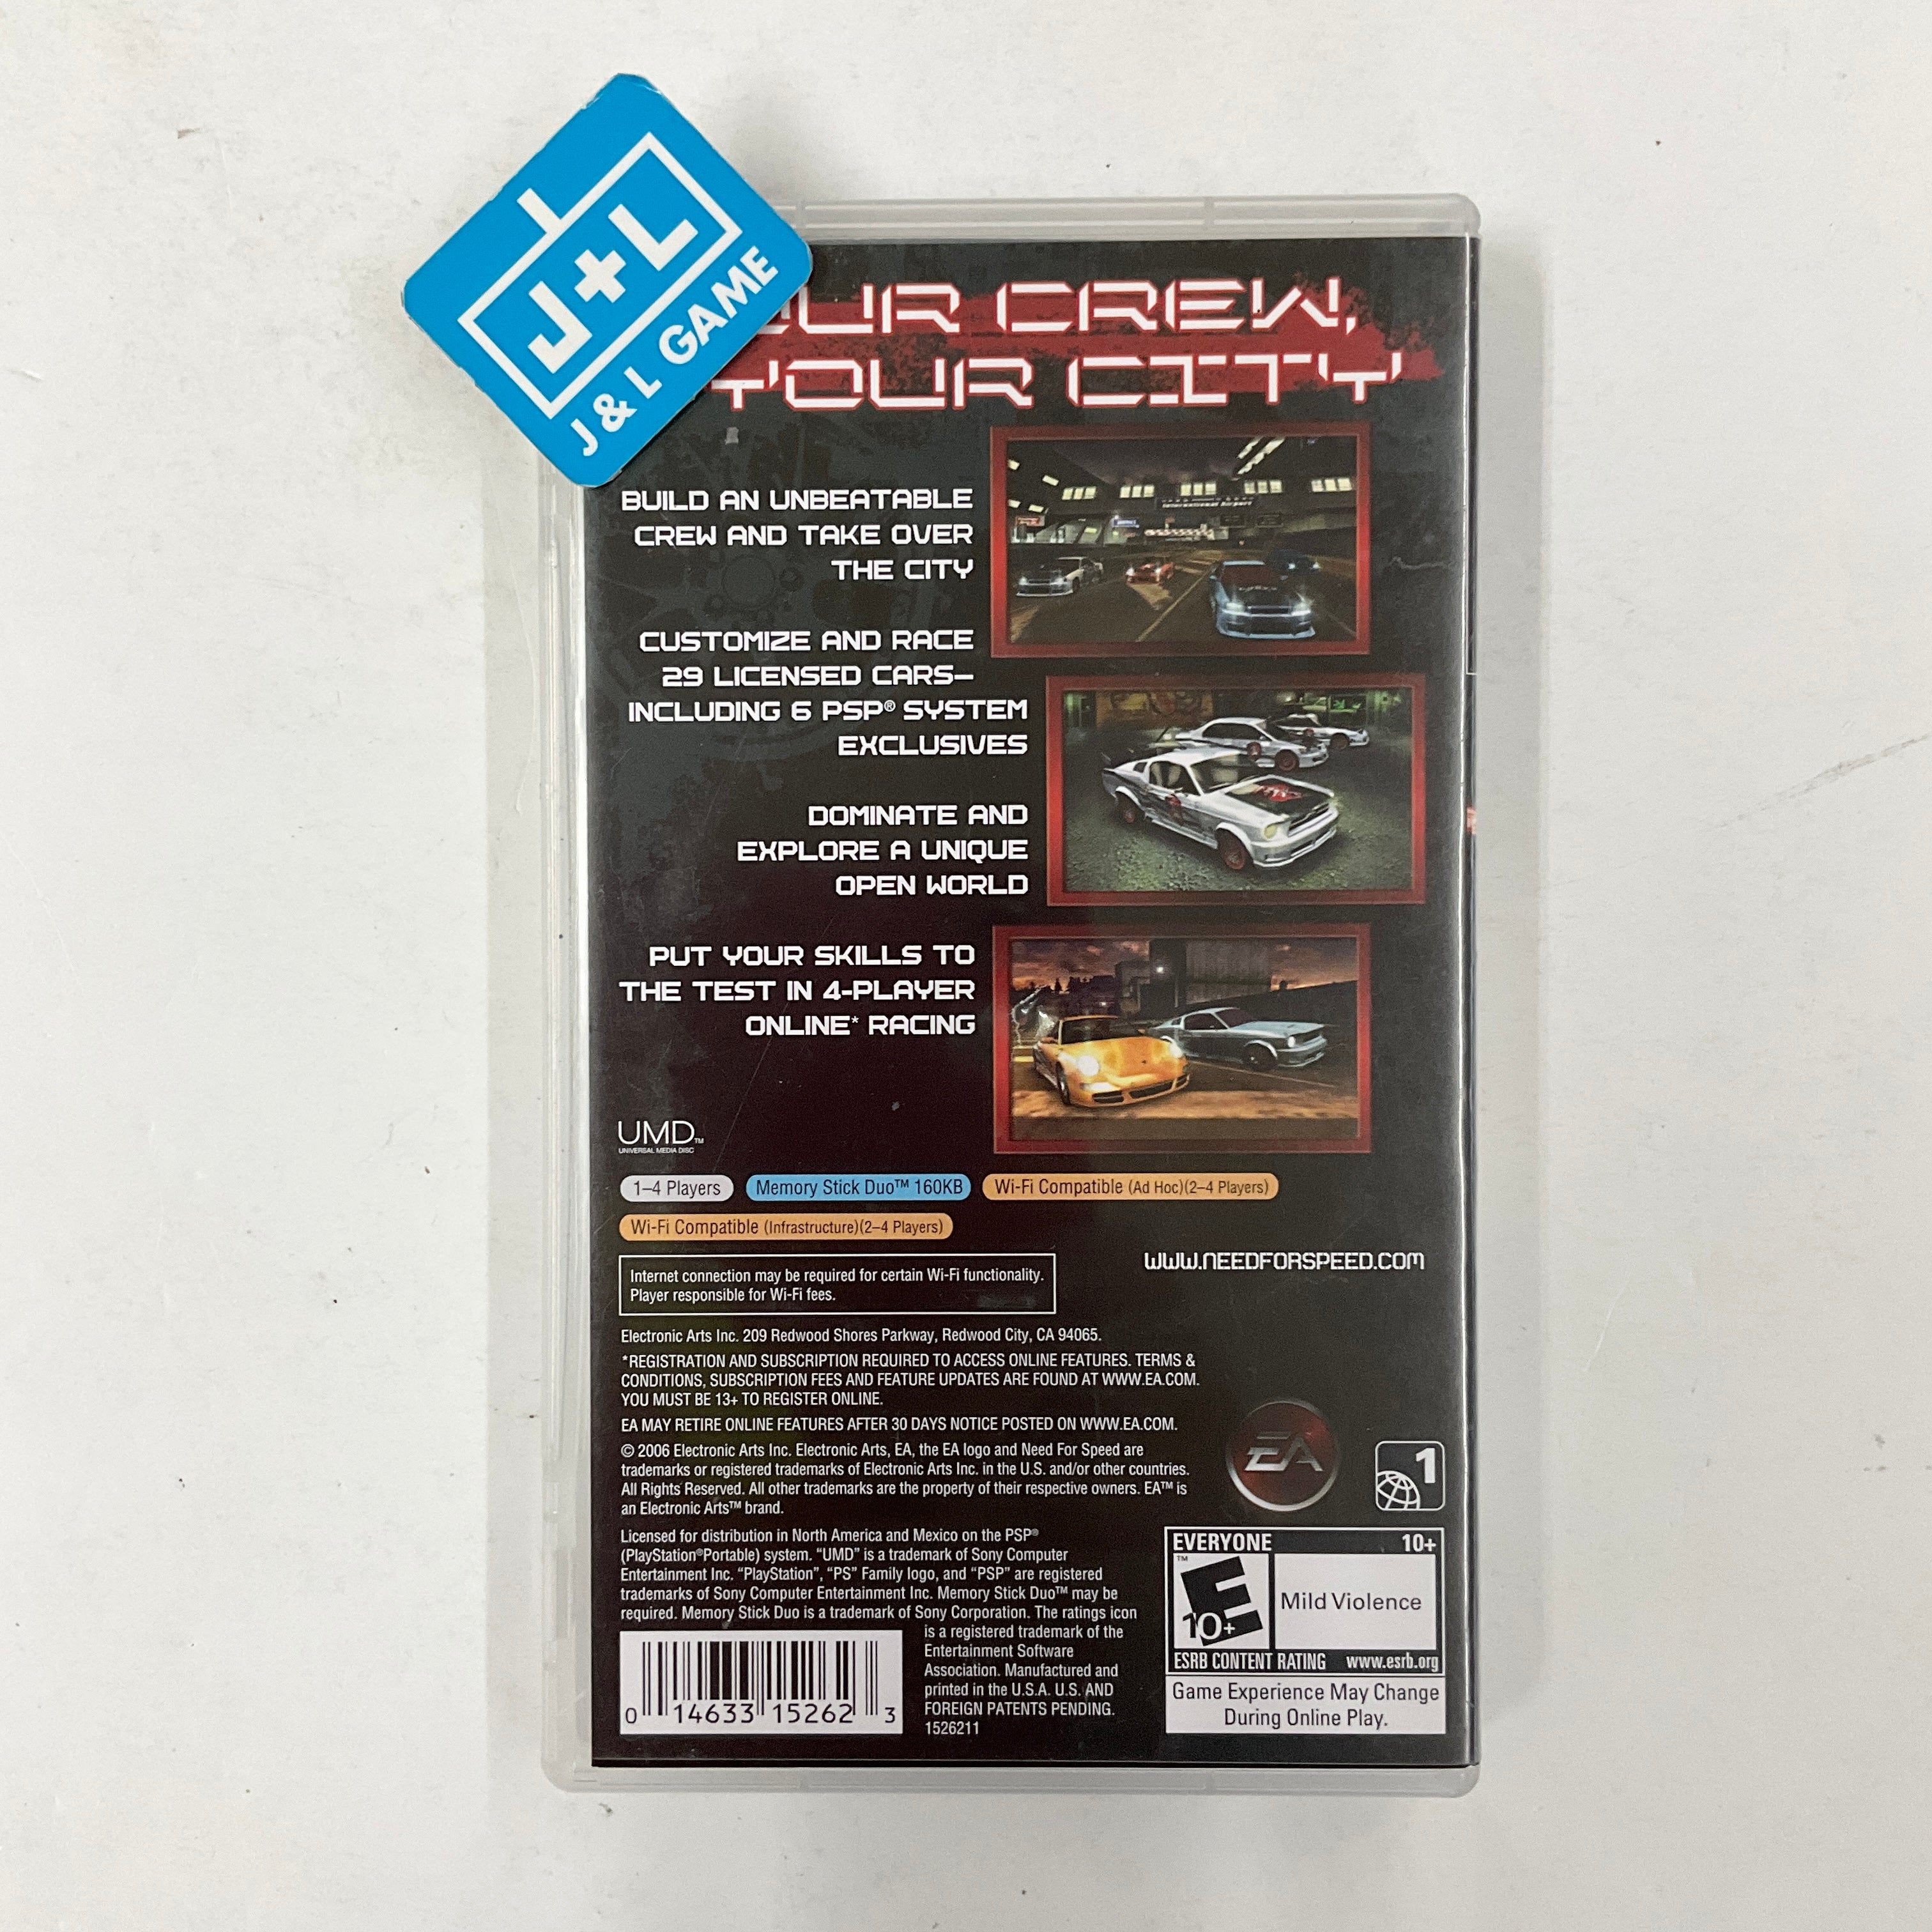 J+L
J & L GAME
OUR CREW,
YOUR CITY
BUILD AN UNBEATABLE
CREW AND TAKE OVER
THE CITY
CUSTOMIZE AND RACE
29 LICENSED CARS–
INCLUDING 6 PSP® SYSTEM
EXCLUSIVES
DOMINATE AND
EXPLORE A UNIQUE
OPEN WORLD
PUT YOUR SKILLS TO
THE TEST IN 4-PLAYER
ONLINE* RACING
International Airport
UMD™
UNIVERSAL MEDIA DISC
1–4 Players Memory Stick Duo™ 160KB Wi-Fi Compatible (Ad Hoc)(2–4 Players)
Wi-Fi Compatible (Infrastructure)(2–4 Players)
WWW.NEEDFORSPEED.COM
Internet connection may be required for certain Wi-Fi functionality.
Player responsible for Wi-Fi fees.
Electronic Arts Inc. 209 Redwood Shores Parkway, Redwood City, CA 94065.
*REGISTRATION AND SUBSCRIPTION REQUIRED TO ACCESS ONLINE FEATURES. TERMS &
CONDITIONS, SUBSCRIPTION FEES AND FEATURE UPDATES ARE FOUND AT WWW.EA.COM.
YOU MUST BE 13+ TO REGISTER ONLINE.
EA MAY RETIRE ONLINE FEATURES AFTER 30 DAYS NOTICE POSTED ON WWW.EA.COM.
© 2006 Electronic Arts Inc. Electronic Arts, EA, the EA logo and Need For Speed are
trademarks or registered trademarks of Electronic Arts Inc. in the U.S. and/or other countries.
All Rights Reserved. All other trademarks are the property of their respective owners. EA™ is
an Electronic Arts™ brand.
EA
1
Licensed for distribution in North America and Mexico on the PSP®
(PlayStation®Portable) system. “UMD” is a trademark of Sony Computer
Entertainment Inc. “PlayStation”, “PS” Family logo, and “PSP” are registered
trademarks of Sony Computer Entertainment Inc. Memory Stick Duo™ may be
required. Memory Stick Duo is a trademark of Sony Corporation. The ratings icon
is a registered trademark of the
Entertainment Software
Association. Manufactured and
printed in the U.S.A. U.S. AND
FOREIGN PATENTS PENDING.
1526211
0 14633 15262 3
EVERYONE 10+
™
E
10+
Mild Violence
ESRB CONTENT RATING www.esrb.org
Game Experience May Change
During Online Play.